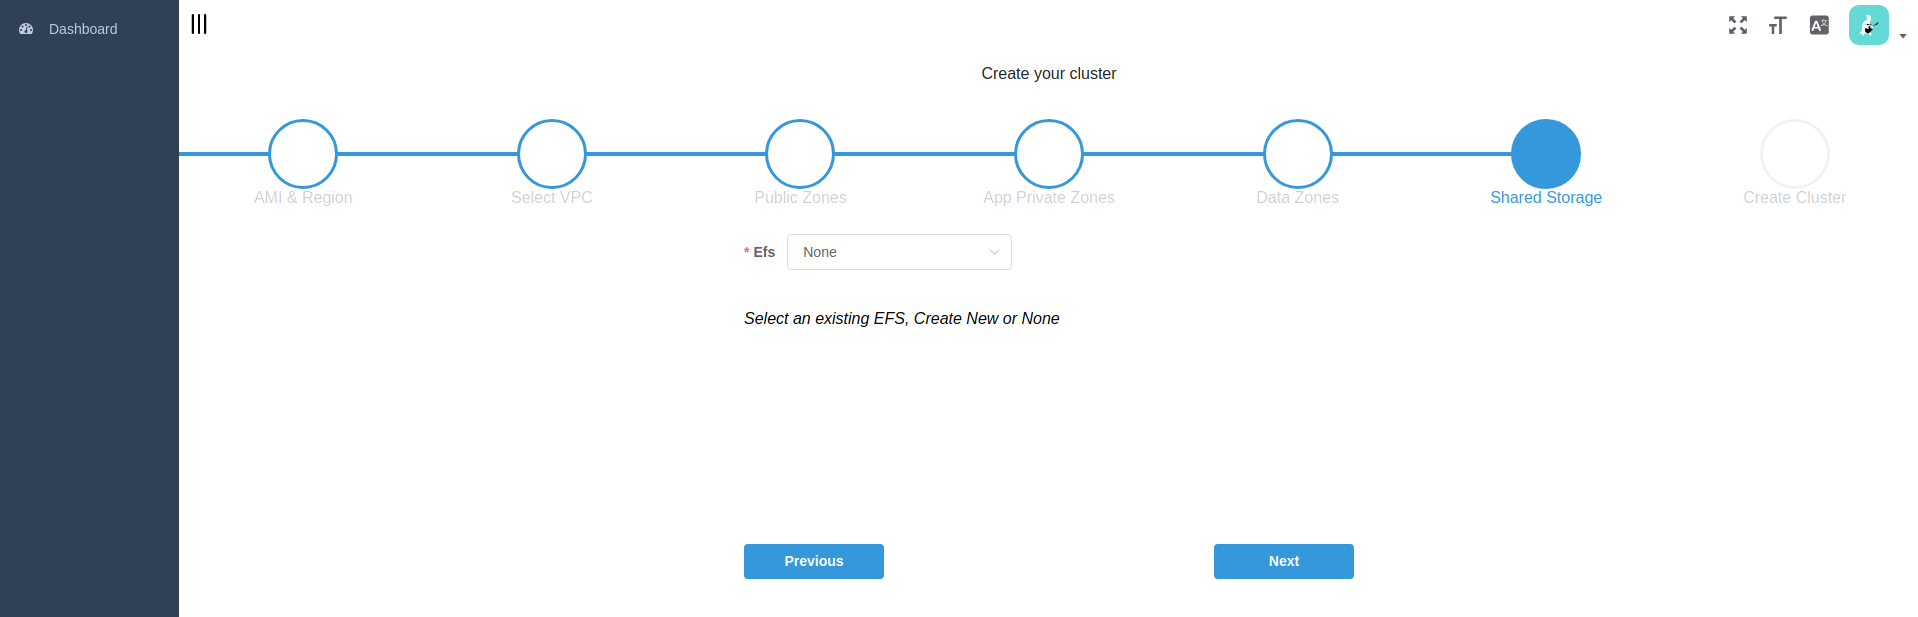 Dashboard
Create your cluster
AMI & Region
Select VPC
Public Zones
App Private Zones
Data Zones
Shared Storage
Create Cluster
* Efs None
Select an existing EFS, Create New or None
Previous
Next